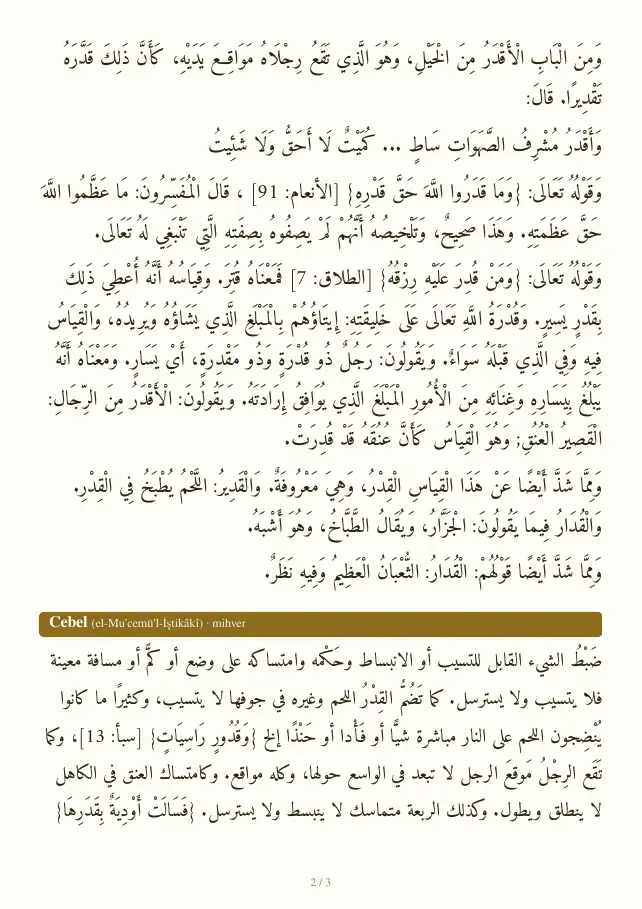 وَمِنَ الْبَابِ الْأَقْدَرُ مِنَ الْخَيْلِ، وَهُوَ الَّذِي تَقَعُ رِجْلَاهُ مَوَاقِعَ يَدَيْهِ، كَأَنَّ ذَلِكَ قَدَّرَهُ
تَقْدِيرًا. قَالَ:
وَأَقْدَرُ مُشْرِفُ الصَّهَوَاتِ سَاطٍ ... كُمَيْتٌ لَا أَحَقُّ وَلَا شَئِيتُ
وَقَوْلُهُ تَعَالَى: {وَمَا قَدَرُوا اللَّهَ حَقَّ قَدْرِهِ} [الأنعام: 91] ، قَالَ الْمُفَسِّرُونَ: مَا عَظَّمُوا اللَّهَ
حَقَّ عَظَمَتِهِ. وَهَذَا صَحِيحٌ، وَتَلْخِيصُهُ أَنَّهُمْ لَمْ يَصِفُوهُ بِصِفَتِهِ الَّتِي تَنْبَغِي لَهُ تَعَالَى.
وَقَوْلُهُ تَعَالَى: {وَمَنْ قُدِرَ عَلَيْهِ رِزْقُهُ} [الطلاق: 7] فَمَعْنَاهُ قُتِرَ. وَقِيَاسُهُ أَنَّهُ أُعْطِيَ ذَلِكَ
بِقَدْرٍ يَسِيرٍ. وَقُدْرَةُ اللَّهِ تَعَالَى عَلَى خَلِيقَتِهِ: إِيتَاؤُهُمْ بِالْمَبْلَغِ الَّذِي يَشَاؤُهُ وَيُرِيدُهُ، وَالْقِيَاسُ
فِيهِ وَفِي الَّذِي قَبْلَهُ سَوَاءٌ. وَيَقُولُونَ: رَجُلٌ ذُو قُدْرَةٍ وَذُو مَقْدِرَةٍ، أَيْ يَسَارٍ. وَمَعْنَاهُ أَنَّهُ
يَبْلُغُ بِيَسَارِهِ وَغِنَائِهِ مِنَ الْأُمُورِ الْمَبْلَغَ الَّذِي يُوَافِقُ إِرَادَتَهُ. وَيَقُولُونَ: الْأَقْدَرُ مِنَ الرِّجَالِ:
الْقَصِيرُ الْعُنُقِ; وَهُوَ الْقِيَاسُ كَأَنَّ عُنُقَهُ قَدْ قُدِرَتْ.
وَمِمَّا شَذَّ أَيْضًا عَنْ هَذَا الْقِيَاسِ الْقِدْرُ، وَهِيَ مَعْرُوفَةٌ. وَالْقَدِيرُ: اللَّحْمُ يُطْبَخُ فِي الْقِدْرِ.
وَالْقُدَارُ فِيمَا يَقُولُونَ: الْجَزَّارُ، وَيُقَالُ الطَّبَّاخُ، وَهُوَ أَشْبَهُ.
وَمِمَّا شَذَّ أَيْضًا قَوْلُهُمْ: الْقُدَارُ: الثُّعْبَانُ الْعَظِيمُ وَفِيهِ نَظَرٌ.
Cebel (el-Mu'cemü'l-İştikâkî) · mihver
ضَبْطُ الشيء القابل للتسيب أو الانبساط وحَكْمه وامتساكه على وضع أو كمٍّ أو مسافة معينة
فلا يتسيب ولا يسترسل. كما تَضُمُّ القِدْرُ اللحم وغيره في جوفها لا يتسيب، وكثيرًا ما كانوا
يُنْضِجون اللحم على النار مباشرة شيًّا أو فَأْدا أو حَنْذًا إلخ {وَقُدُورٍ رَاسِيَاتٍ} [سبأ: 13]، وكما
تقَع الرِجْلُ مَوقعَ الرجل لا تبعد في الواسع حولها، وكله مواقع. وكامتساك العنق في الكاهل
لا ينطلق ويطول. وكذلك الربعة متماسك لا ينبسط ولا يسترسل. {فَسَالَتْ أَوْدِيَةٌ بِقَدَرِهَا}
2 / 3